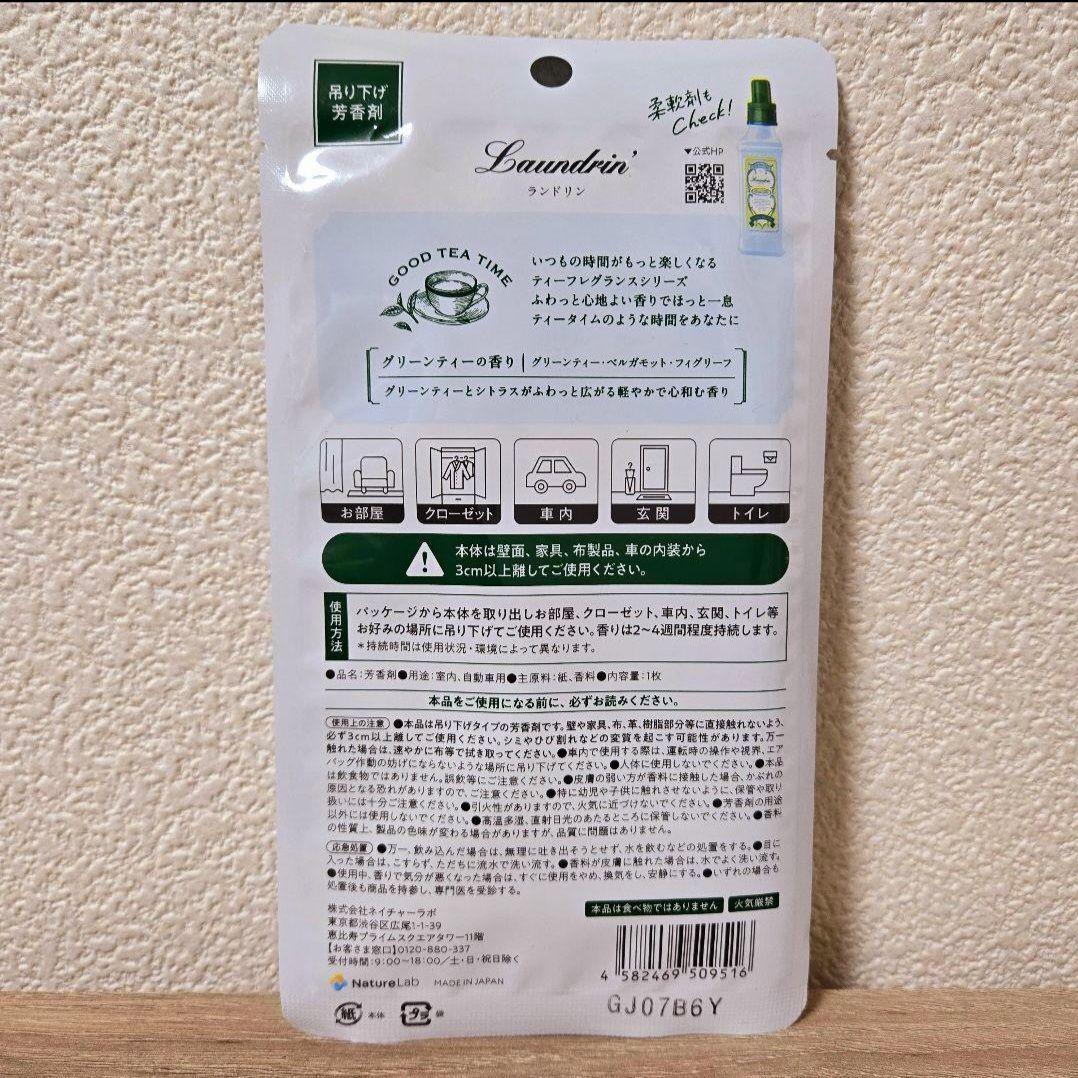 吊り下げ
芳香剤
柔軟剤も
Check!
Laundrin'
ランドリン
▼公式HP
GOOD TEA TIME
いつもの時間がもっと楽しくなる
ティーフレグランスシリーズ
ふわっと心地よい香りでほっと一息
ティータイムのような時間をあなたに
グリーンティーの香り | グリーンティー・ベルガモット・フィグリーフ
グリーンティーとシトラスがふわっと広がる軽やかで心和む香り
お部屋
クローゼット
車内
玄関
トイレ
本体は壁面、家具、布製品、車の内装から
3cm以上離してご使用ください。
使用方法
パッケージから本体を取り出しお部屋、クローゼット、車内、玄関、トイレ等
お好みの場所に吊り下げてご使用ください。香りは2〜4週間程度持続します。
*持続時間は使用状況・環境によって異なります。
●品名:芳香剤●用途:室内、自動車用●主原料:紙、香料●内容量:1枚
本品をご使用になる前に、必ずお読みください。
使用上の注意 ●本品は吊り下げタイプの芳香剤です。壁や家具、布、革、樹脂部分等に直接触れないよう、
必ず3cm以上離してご使用ください。シミやひび割れなどの変質を起こす可能性があります。万一
触れた場合は、速やかに布等で拭き取ってください。●車内で使用する際は、運転時の操作や視界、エア
バッグ作動の妨げにならないような場所に吊り下げてください。●人体に使用しないでください。●本品
は飲食物ではありません。誤飲等にご注意ください。●皮膚の弱い方が香料に接触した場合、かぶれの
原因となる恐れがありますので、ご注意ください。●特に幼児や子供に触れさせないように、保管や取り
扱いには十分ご注意ください。●引火性がありますので、火気に近づけないでください。●芳香剤の用途
以外には使用しないでください。●高温多湿、直射日光のあたるところに保管しないでください。●香料
の性質上、製品の色味が変わる場合がありますが、品質に問題はありません。
応急処置 ●万一、飲み込んだ場合は、無理に吐き出そうとせず、水を飲むなどの処置をする。●目に
入った場合は、こすらず、ただちに流水で洗い流す。●香料が皮膚に触れた場合は、水でよく洗い流す。
●使用中、香りで気分が悪くなった場合は、すぐに使用をやめ、換気をし、安静にする。●いずれの場合も
処置後も商品を持参し、専門医を受診する。
株式会社ネイチャーラボ
東京都渋谷区広尾1-1-39
恵比寿プライムスクエアタワー11階
【お客さま窓口】0120-880-337
受付時間:9:00〜18:00/土・日・祝日除く
本品は食べ物ではありません
火気厳禁
4 582469 509516
NatureLab MADE IN JAPAN
GJ07B6Y
紙 本体
プラ 袋